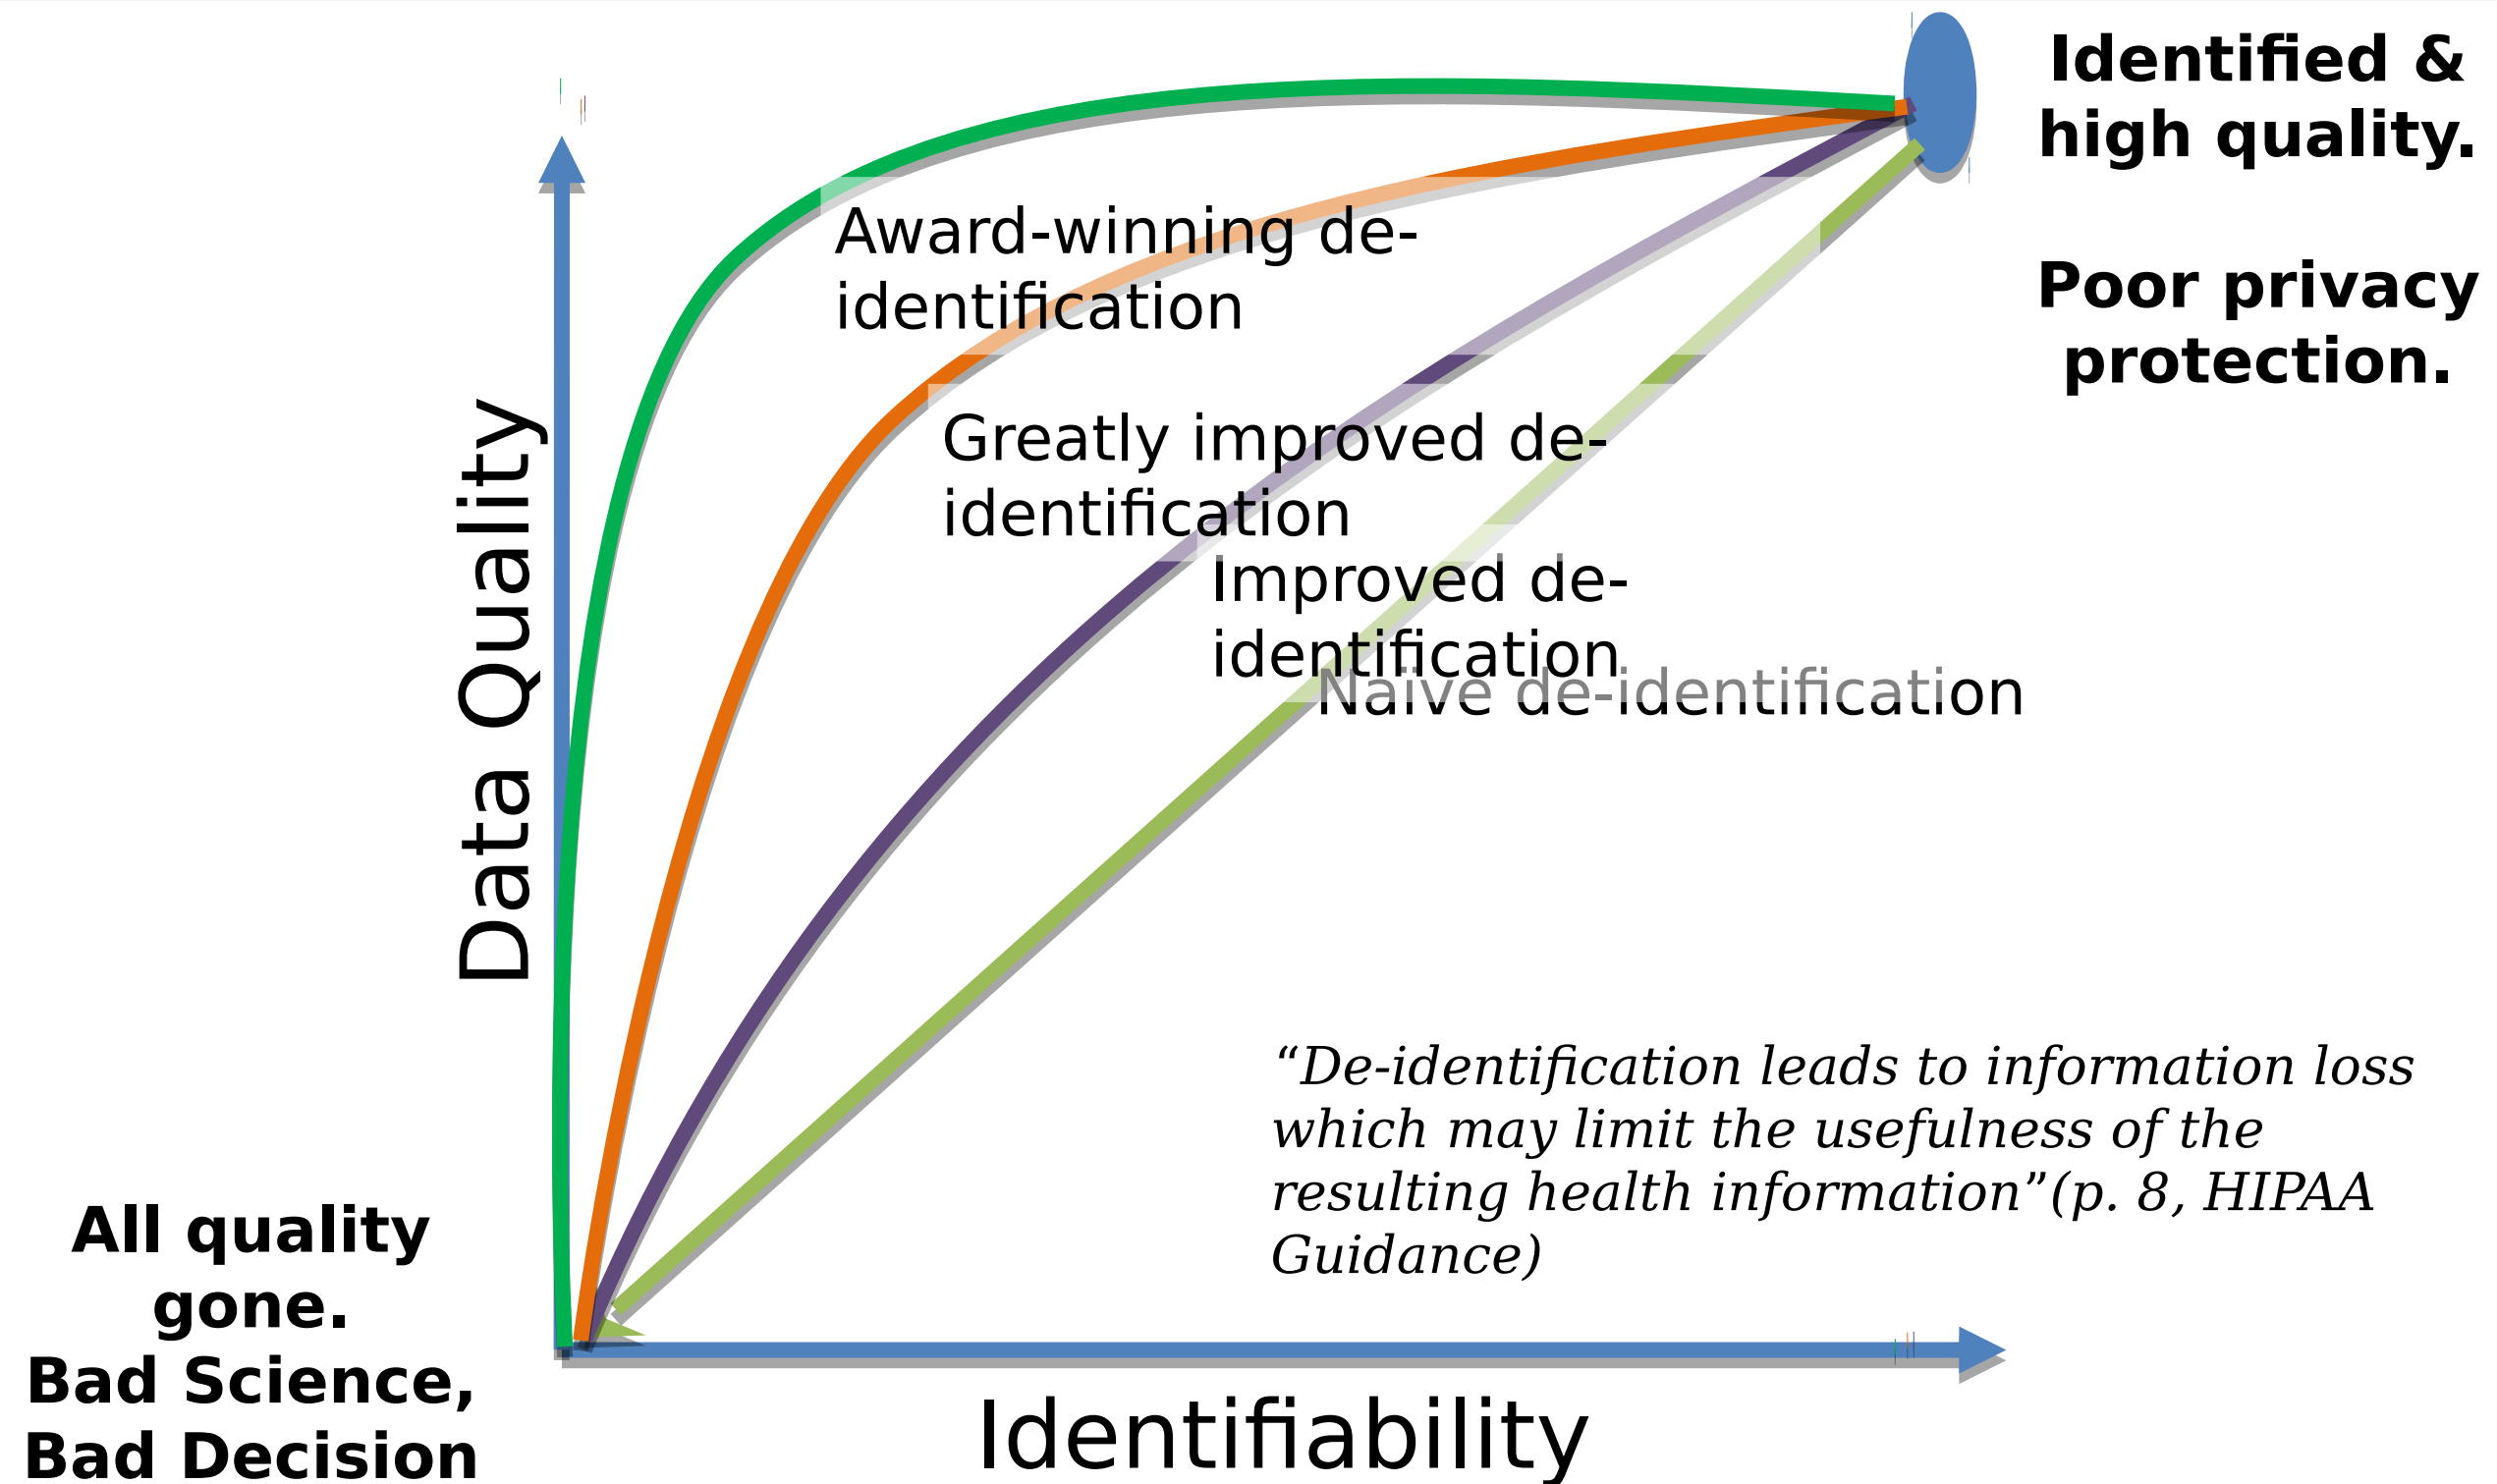 Identified &
high quality.
Poor privacy
protection.
Award-winning de-
identification
Greatly improved de-
identification
Improved de-
identification
Naïve de-identification
Data Quality
“De-identification leads to information loss
which may limit the usefulness of the
resulting health information”(p. 8, HIPAA
Guidance)
All quality
gone.
Bad Science,
Bad Decision
Identifiability